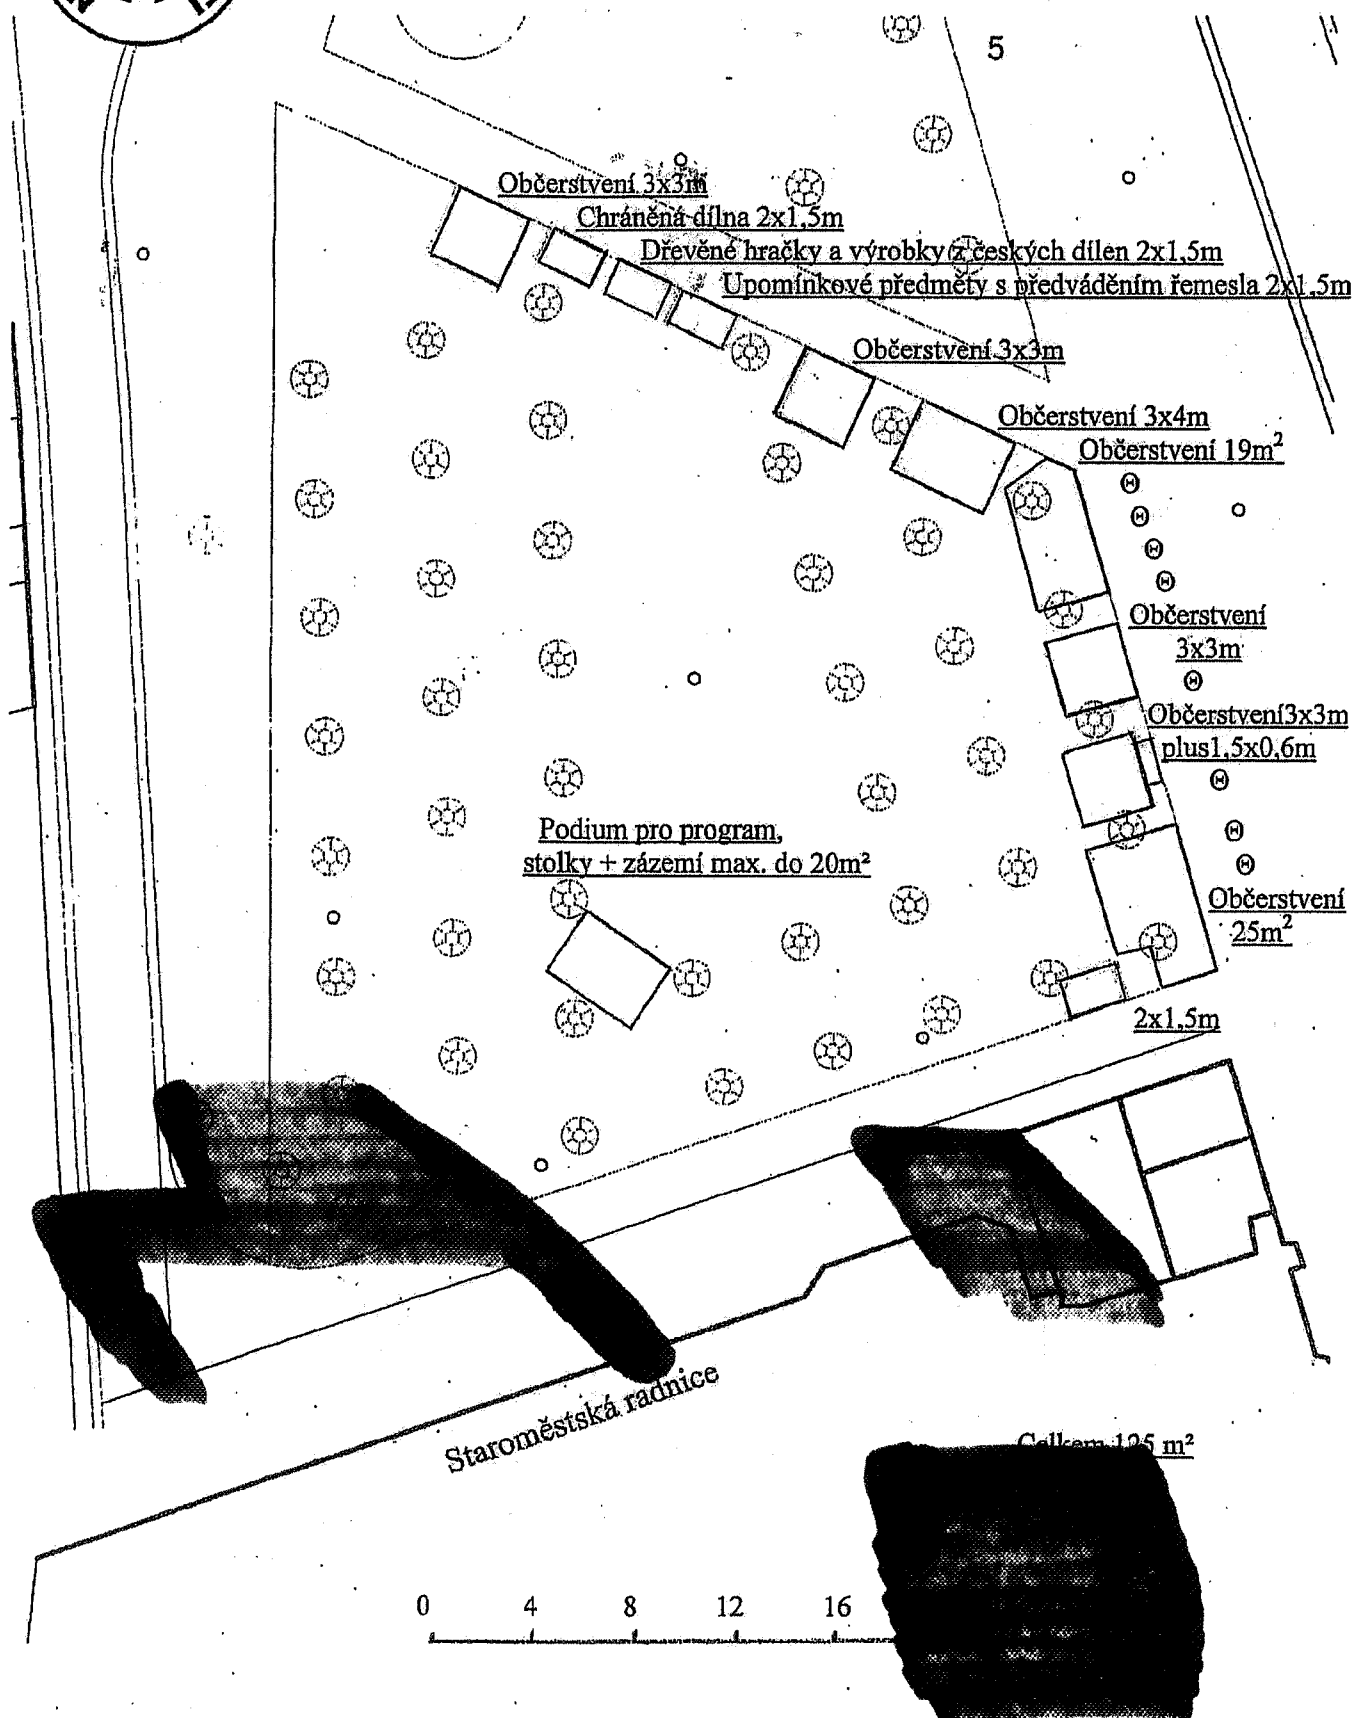 5
Občerstvení 3x3m
Chráněná dílna 2x1,5m
Dřevěné hračky a výrobky z českých dílen 2x1,5m
Upomínkové předměty s předváděním řemesla 2x1,5m
Občerstvení 3x3m
Občerstvení 3x4m
Občerstvení 19m²
Občerstvení
3x3m
Občerstvení3x3m
plus1,5x0,6m
Podium pro program,
stolky + zázemí max. do 20m²
Občerstvení
25m²
2x1,5m
Staroměstská radnice
Celkem 125 m²
0 4 8 12 16